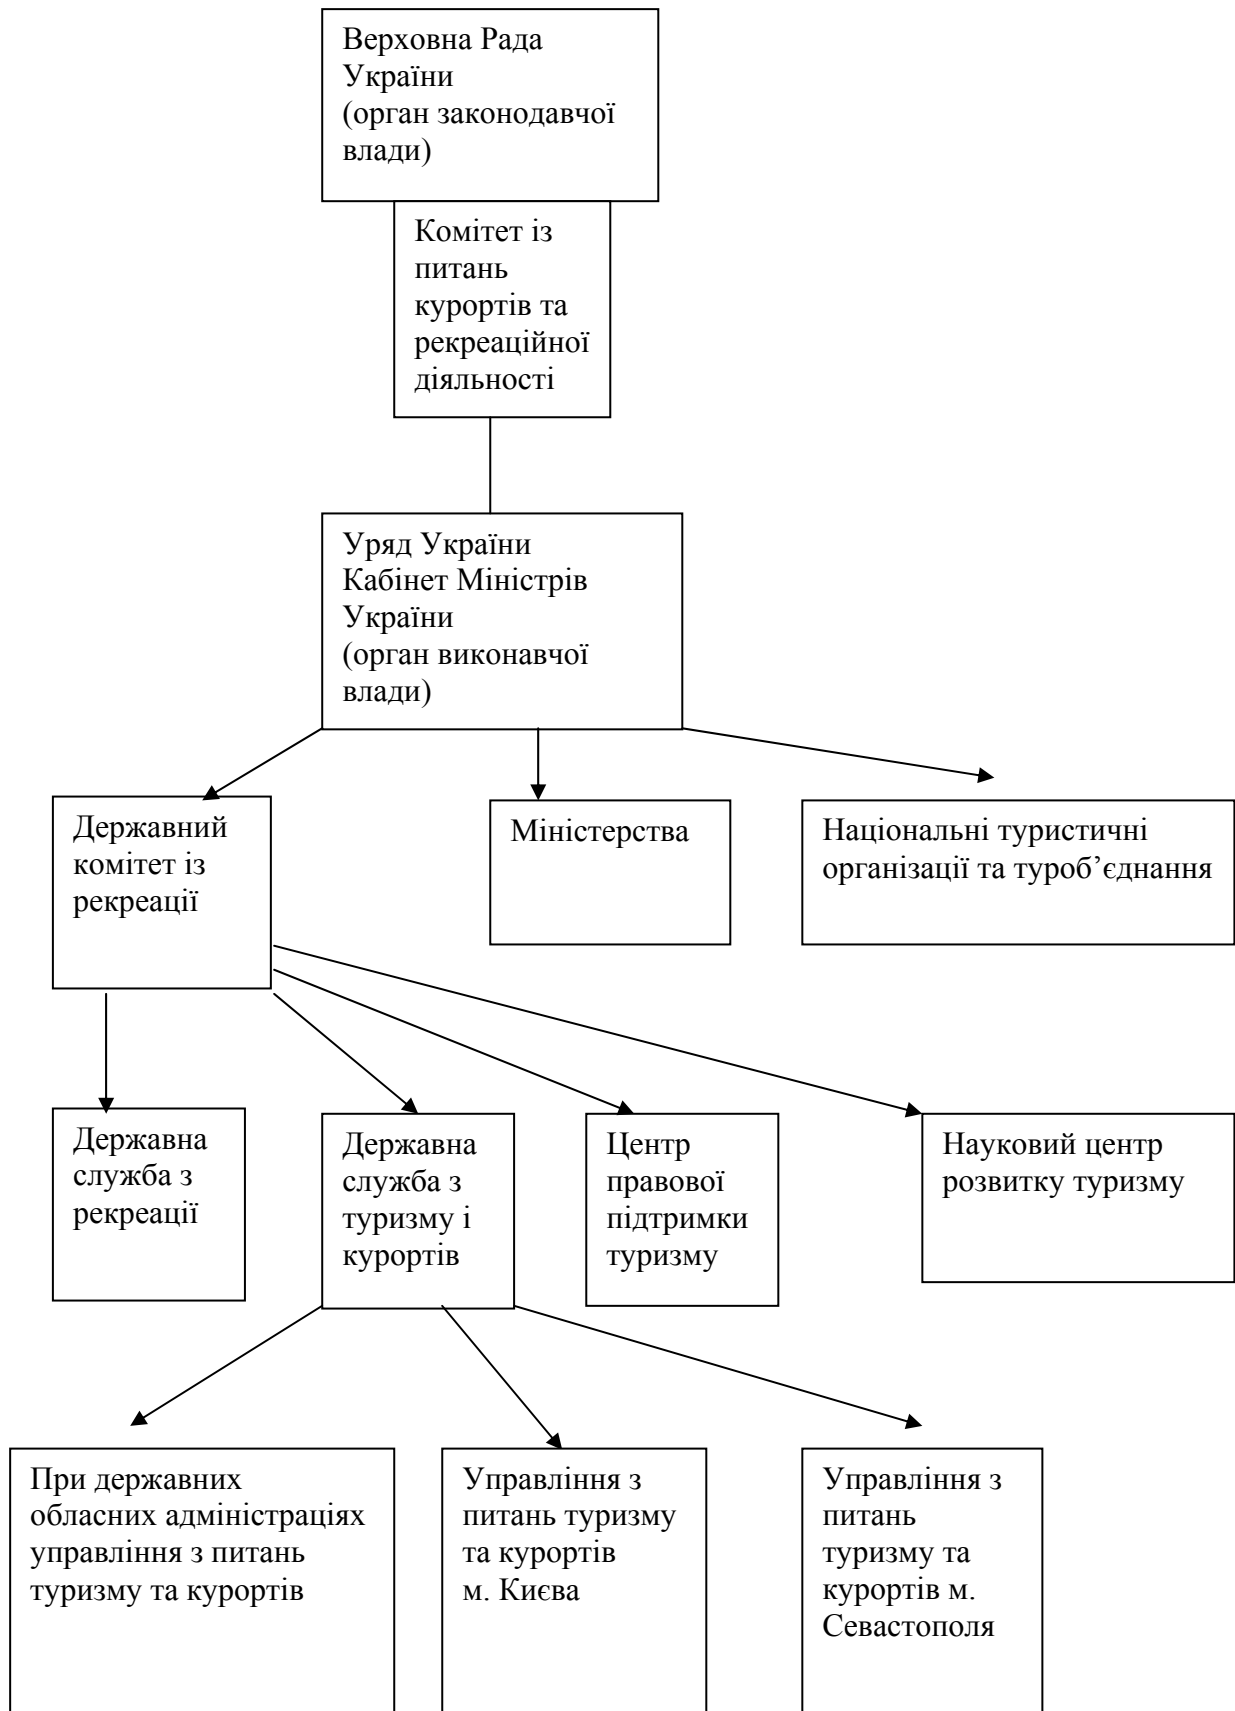 Верховна Рада
України
(орган законодавчої
влади)
Комітет із
питань
курортів та
рекреаційної
діяльності
Уряд України
Кабінет Міністрів
України
(орган виконавчої
влади)
Державний
комітет із
рекреації
Міністерства
Національні туристичні
організації та туроб’єднання
Державна
служба з
рекреації
Державна
служба з
туризму і
курортів
Центр
правової
підтримки
туризму
Науковий центр
розвитку туризму
При державних
обласних адміністраціях
управління з питань
туризму та курортів
Управління з
питань туризму
та курортів
м. Києва
Управління з
питань
туризму та
курортів м.
Севастополя